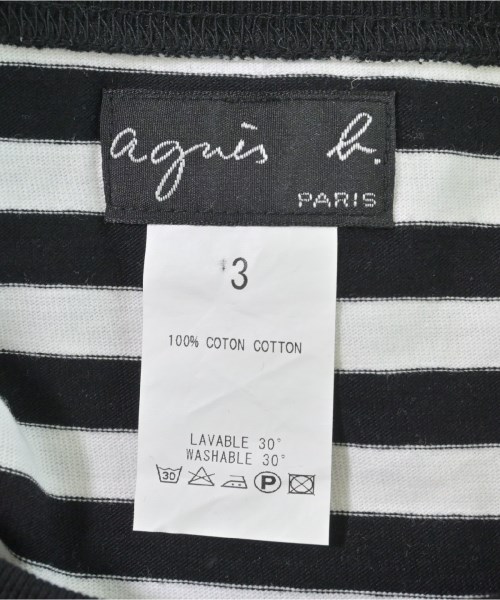 agnès b.
PARIS
3
100% COTON COTTON
LAVABLE 30°
WASHABLE 30°
30 P